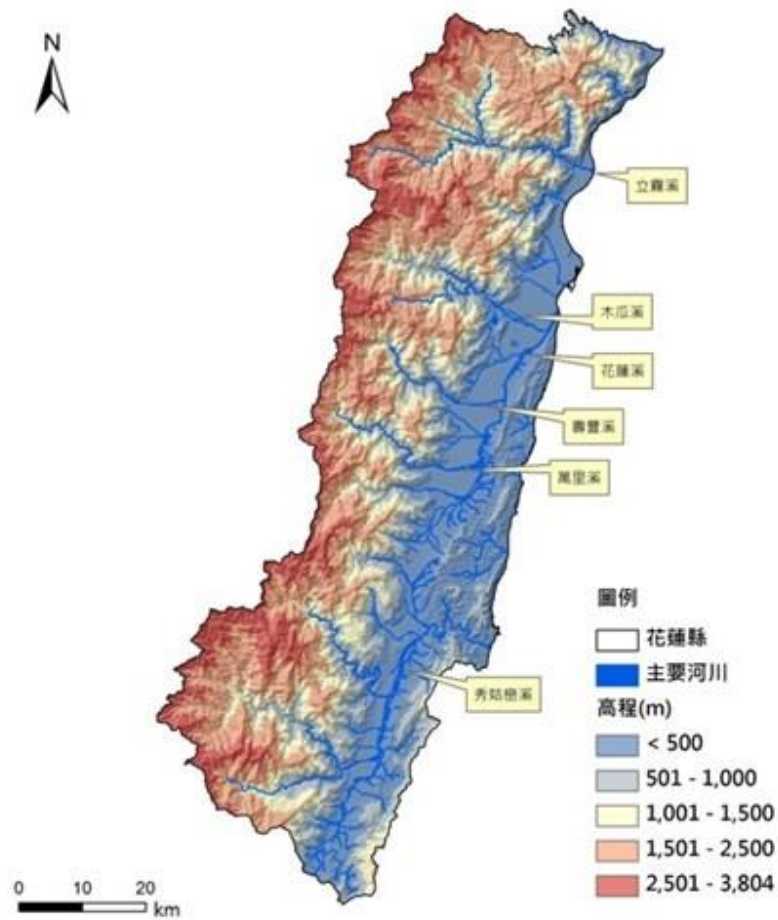 N
立霧溪
木瓜溪
花蓮溪
壽豐溪
萬里溪
秀姑巒溪
圖例
花蓮縣
主要河川
高程(m)
< 500
501 - 1,000
1,001 - 1,500
1,501 - 2,500
2,501 - 3,804
0 10 20
km